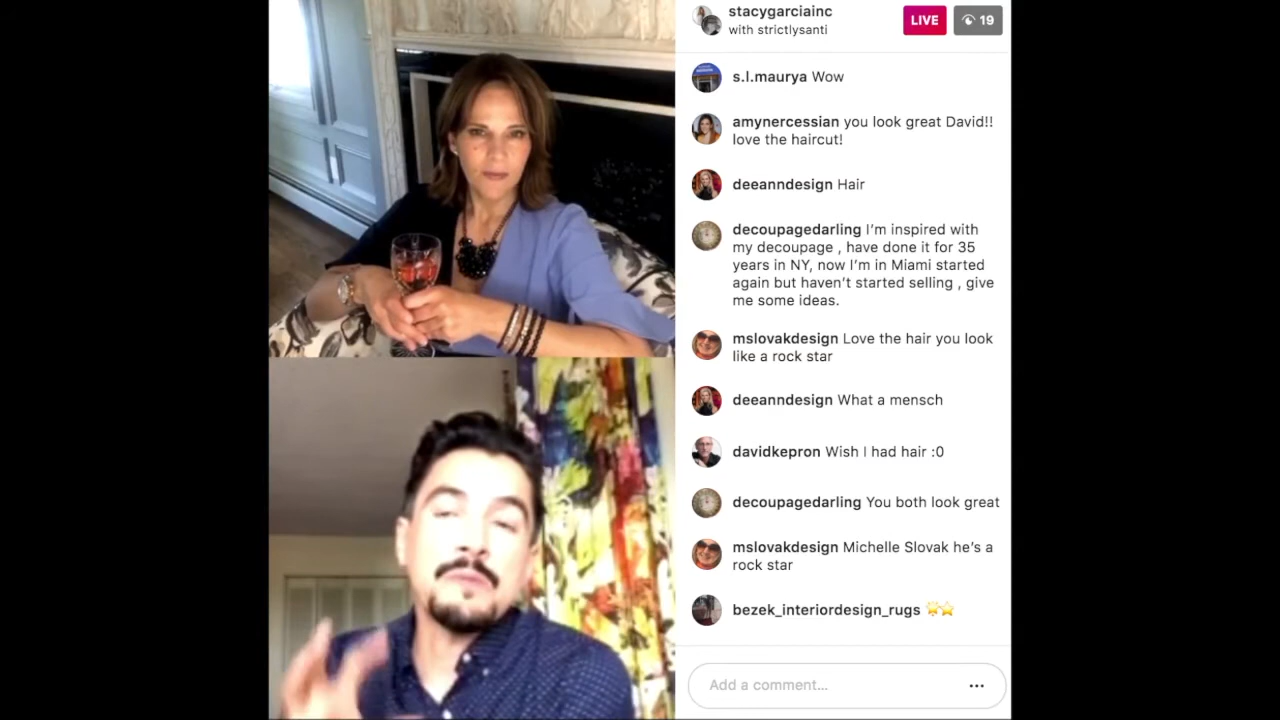 stacygarciainc
with strictlysanti
LIVE
19
s.l.maurya Wow
amynercessian you look great David!!
love the haircut!
deeanndesign Hair
decoupagedarling I'm inspired with
my decoupage , have done it for 35
years in NY, now I'm in Miami started
again but haven't started selling , give
me some ideas.
mslovakdesign Love the hair you look
like a rock star
deeanndesign What a mensch
davidkepron Wish I had hair :0
decoupagedarling You both look great
mslovakdesign Michelle Slovak he's a
rock star
bezek_interiordesign_rugs 🌟⭐
Add a comment...